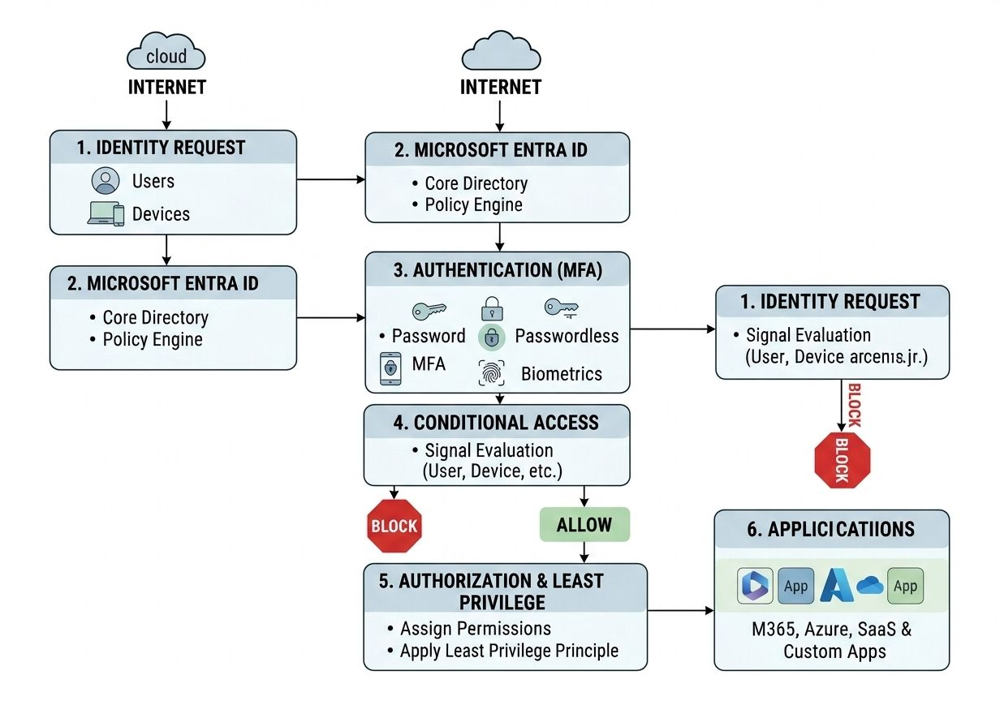 cloud
INTERNET
INTERNET
1. IDENTITY REQUEST
Users
Devices
2. MICROSOFT ENTRA ID
• Core Directory
• Policy Engine
2. MICROSOFT ENTRA ID
• Core Directory
• Policy Engine
3. AUTHENTICATION (MFA)
• Password
Passwordless
MFA
Biometrics
1. IDENTITY REQUEST
• Signal Evaluation
(User, Device
BLOCK
BLOCK
4. CONDITIONAL ACCESS
• Signal Evaluation
(User, Device, etc.)
BLOCK
ALLOW
5. AUTHORIZATION & LEAST
PRIVILEGE
• Assign Permissions
• Apply Least Privilege Principle
6. APPLICICATIIONS
App
App
M365, Azure, SaaS &
Custom Apps